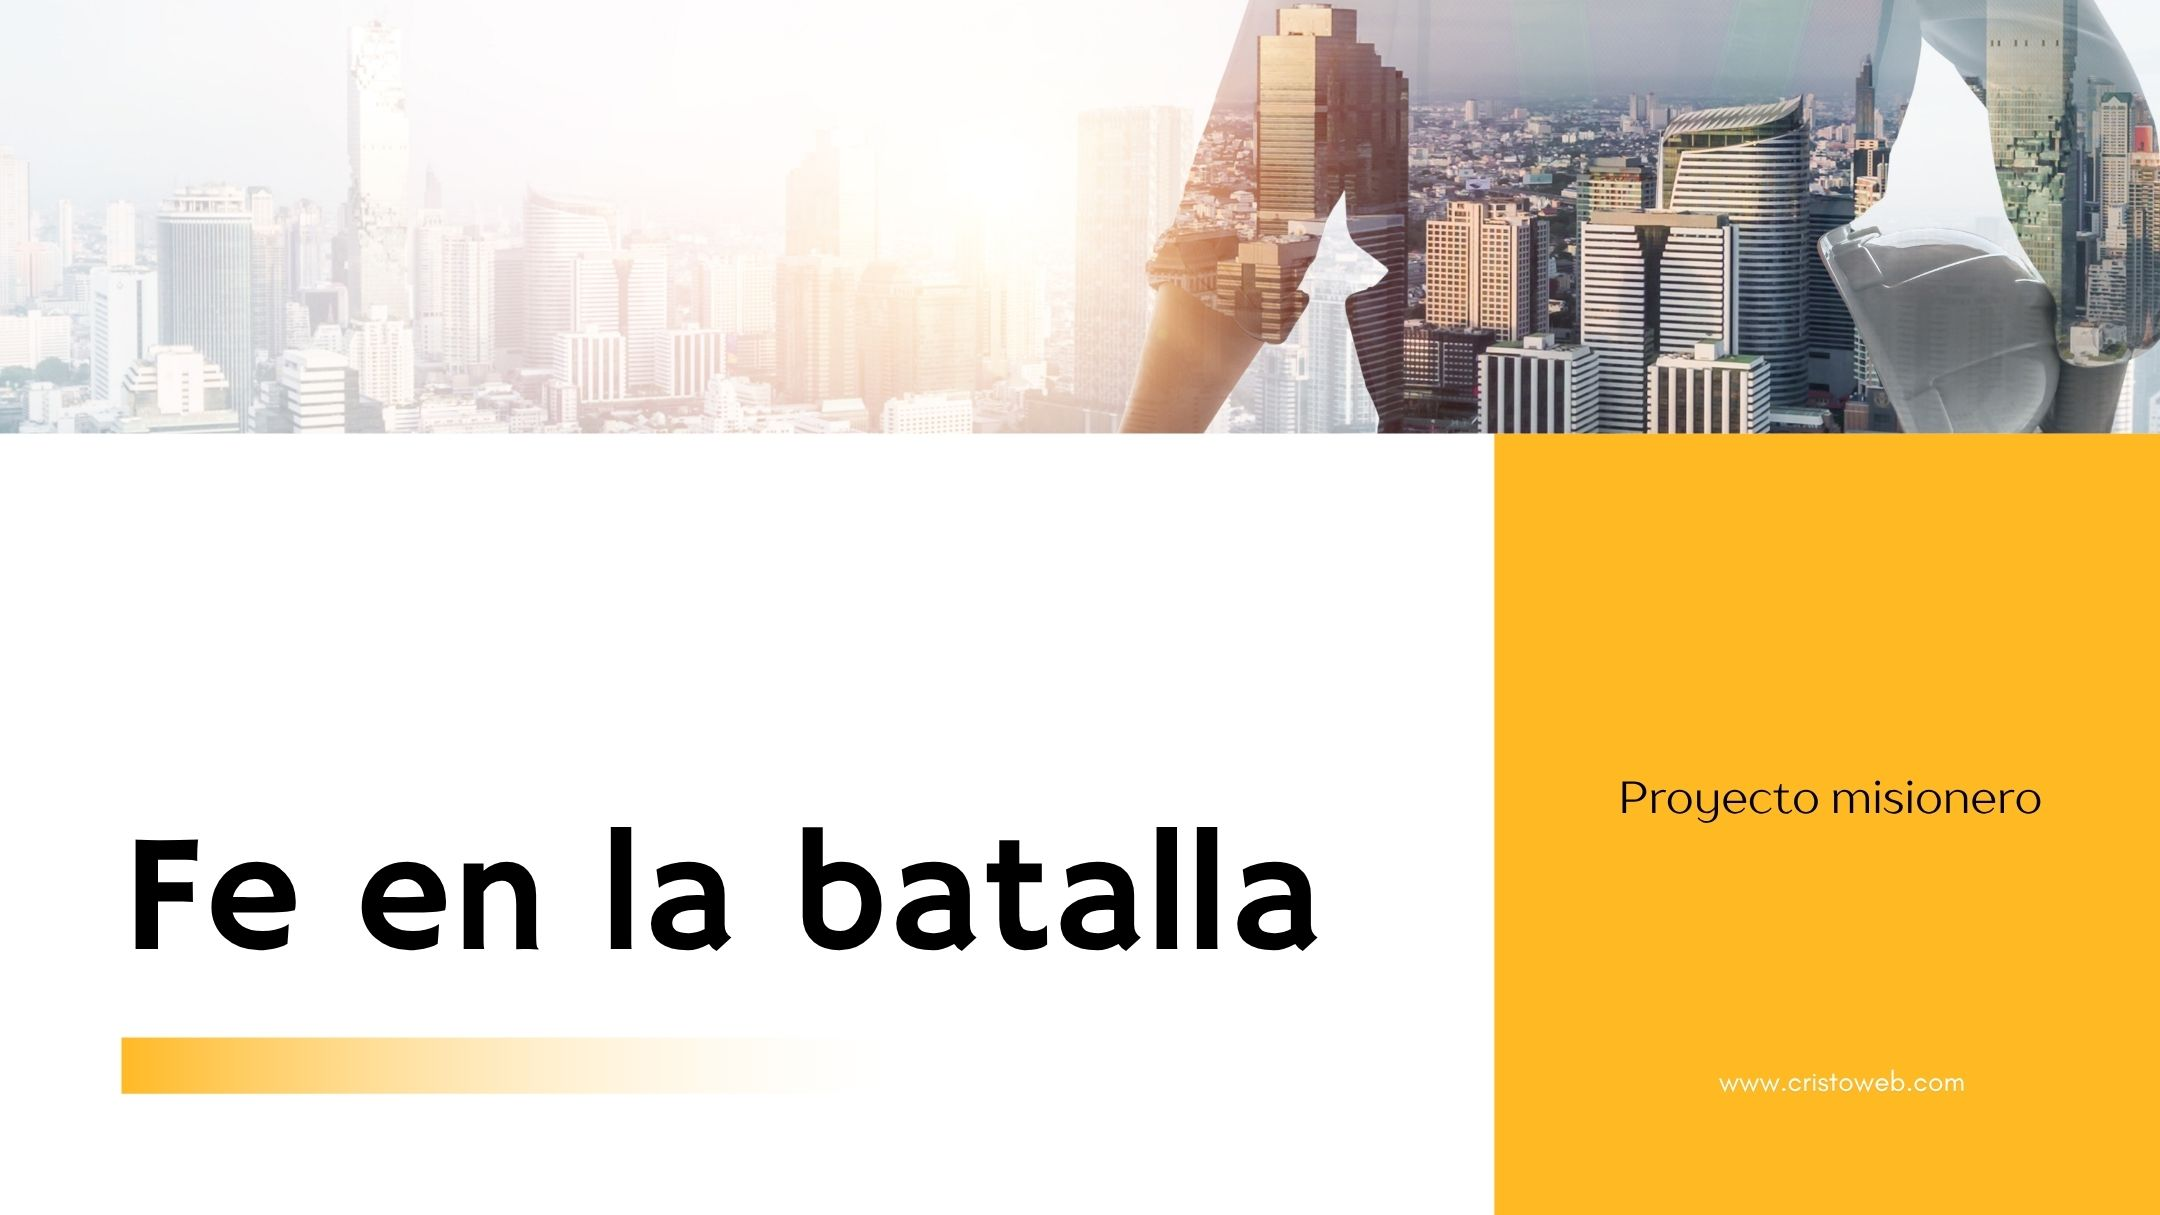 Fe en la batalla
Proyecto misionero
www.cristoweb.com